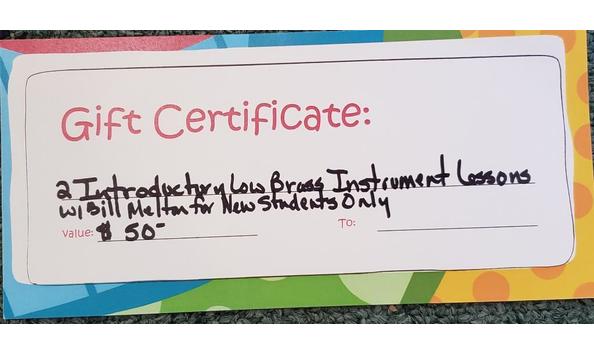 Gift Certificate:
2 Introductory Low Brass Instrument Lessons
w/ Bill Melton for New Students Only
Value: $ 50-
To: